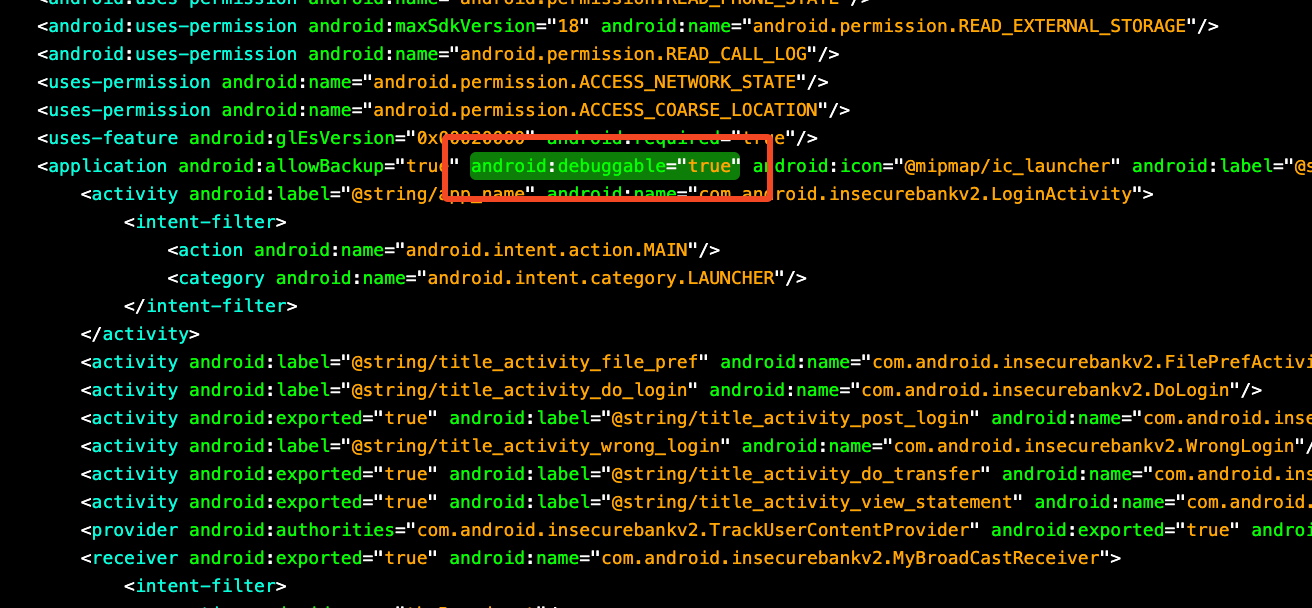 <android:uses-permission android:name="android.permission.READ_PHONE_STATE"/>
<android:uses-permission android:maxSdkVersion="18" android:name="android.permission.READ_EXTERNAL_STORAGE"/>
<android:uses-permission android:name="android.permission.READ_CALL_LOG"/>
<uses-permission android:name="android.permission.ACCESS_NETWORK_STATE"/>
<uses-permission android:name="android.permission.ACCESS_COARSE_LOCATION"/>
<uses-feature android:glEsVersion="0x00020000" android:required="true"/>
<application android:allowBackup="true" android:debuggable="true" android:icon="@mipmap/ic_launcher" android:label="@s
<activity android:label="@string/app_name" android:name="com.android.insecurebankv2.LoginActivity">
<intent-filter>
<action android:name="android.intent.action.MAIN"/>
<category android:name="android.intent.category.LAUNCHER"/>
</intent-filter>
</activity>
<activity android:label="@string/title_activity_file_pref" android:name="com.android.insecurebankv2.FilePrefActivi
<activity android:label="@string/title_activity_do_login" android:name="com.android.insecurebankv2.DoLogin"/>
<activity android:exported="true" android:label="@string/title_activity_post_login" android:name="com.android.inse
<activity android:label="@string/title_activity_wrong_login" android:name="com.android.insecurebankv2.WrongLogin"/
<activity android:exported="true" android:label="@string/title_activity_do_transfer" android:name="com.android.ins
<activity android:exported="true" android:label="@string/title_activity_view_statement" android:name="com.android.
<provider android:authorities="com.android.insecurebankv2.TrackUserContentProvider" android:exported="true" andro
<receiver android:exported="true" android:name="com.android.insecurebankv2.MyBroadCastReceiver">
<intent-filter>